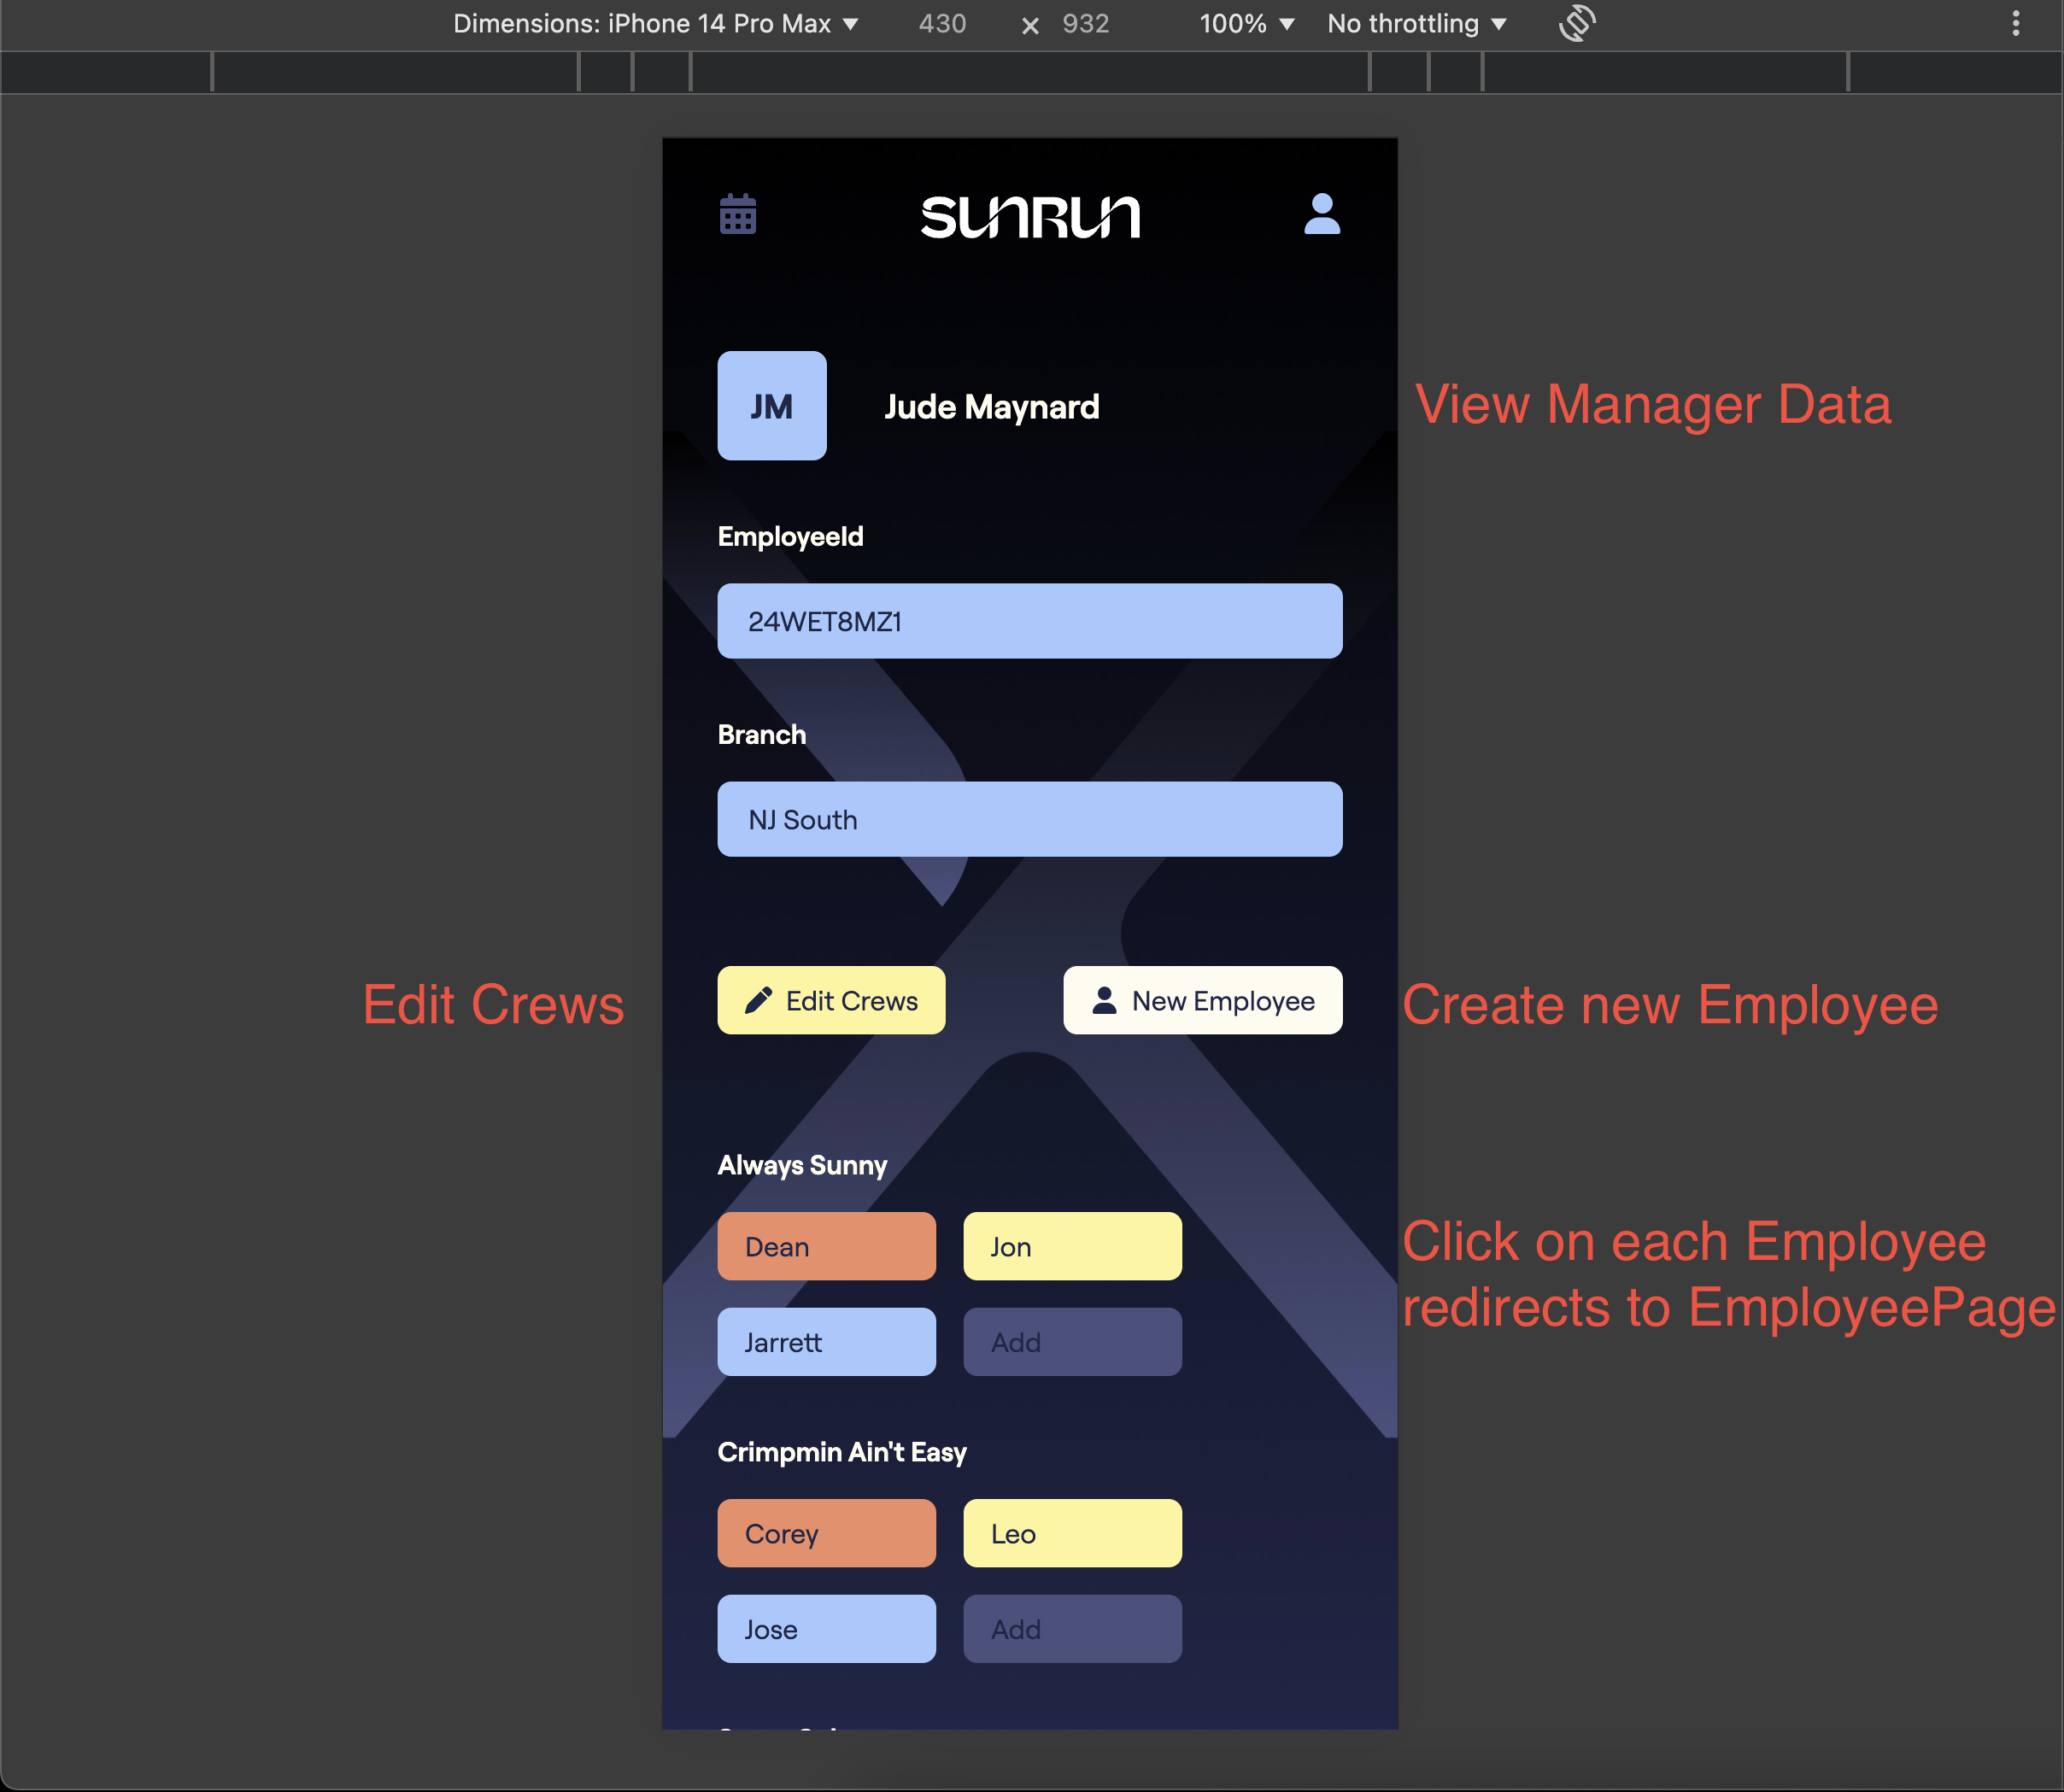 Dimensions: iPhone 14 Pro Max 430 × 932 100% No throttling
SUNRUN
JM Jude Maynard View Manager Data
EmployeeId
24WET8MZ1
Branch
NJ South
Edit Crews Edit Crews New Employee Create new Employee
Always Sunny
Dean Jon Click on each Employee
Jarrett Add redirects to EmployeePage
Crimpmin Ain't Easy
Corey Leo
Jose Add